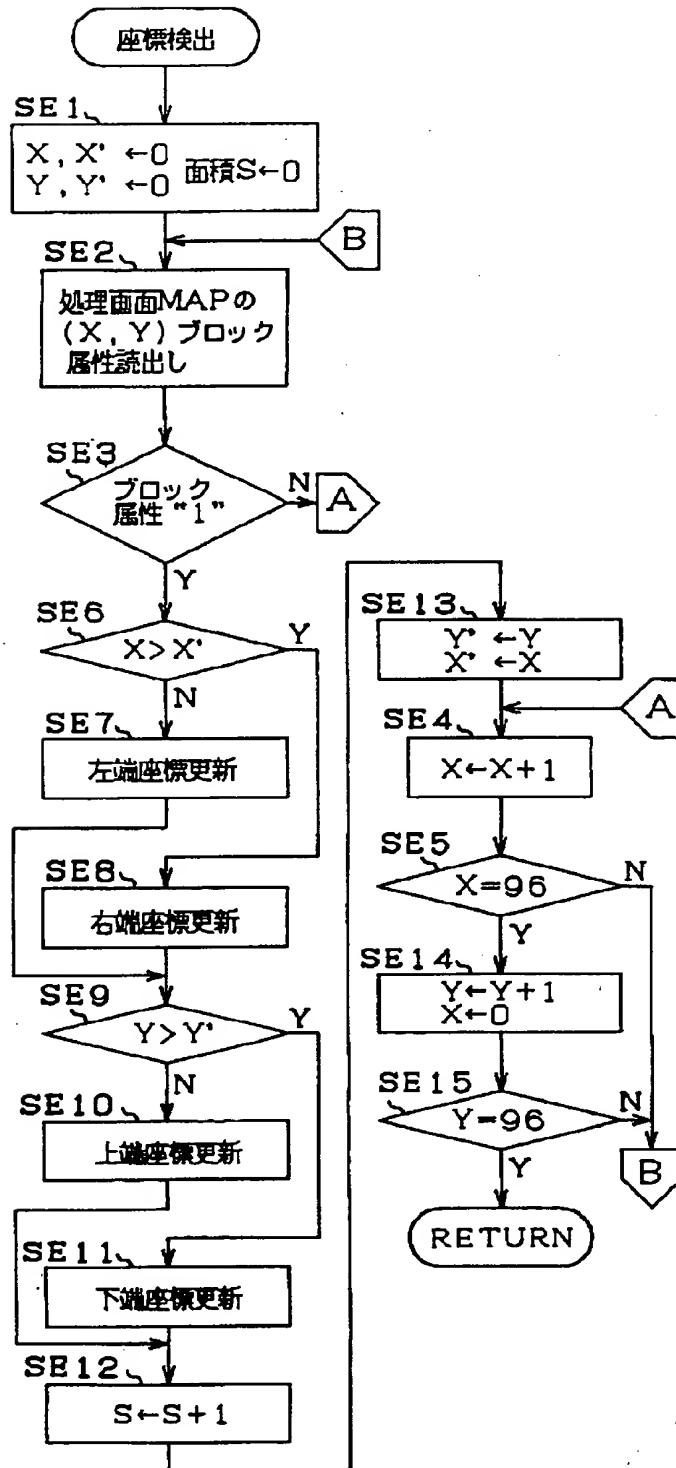 座標検出
SE1
X, X' ←0
Y, Y' ←0
面積S←0
B
SE2
処理画面MAPの
(X, Y) ブロック
属性読出し
SE3
ブロック
属性 “1”
N
A
Y
SE6
X>X'
Y
N
SE7
左端座標更新
SE8
右端座標更新
SE9
Y>Y'
Y
N
SE10
上端座標更新
SE11
下端座標更新
SE12
S←S+1
SE13
Y' ←Y
X' ←X
A
SE4
X←X+1
SE5
X=96
N
Y
SE14
Y←Y+1
X←0
SE15
Y=96
N
Y
B
RETURN